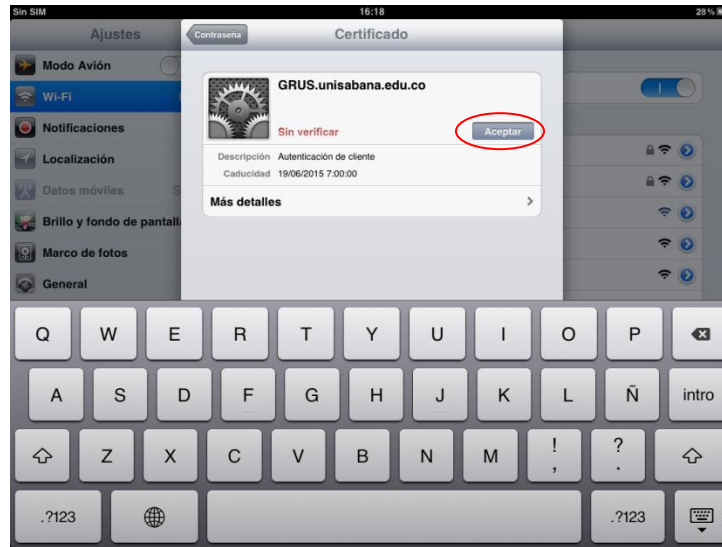 Sin SIM 16:18 28 %
Ajustes Contraseña Certificado
Modo Avión
Wi-Fi
Notificaciones
Localización
Datos móviles S
Brillo y fondo de pantall
Marco de fotos
General
GRUS.unisabana.edu.co
Sin verificar Aceptar
Descripción Autenticación de cliente
Caducidad 19/06/2015 7:00:00
Más detalles
Q W E R T Y U I O P
A S D F G H J K L Ñ intro
Z X C V B N M ! , ? .
.?123 .?123